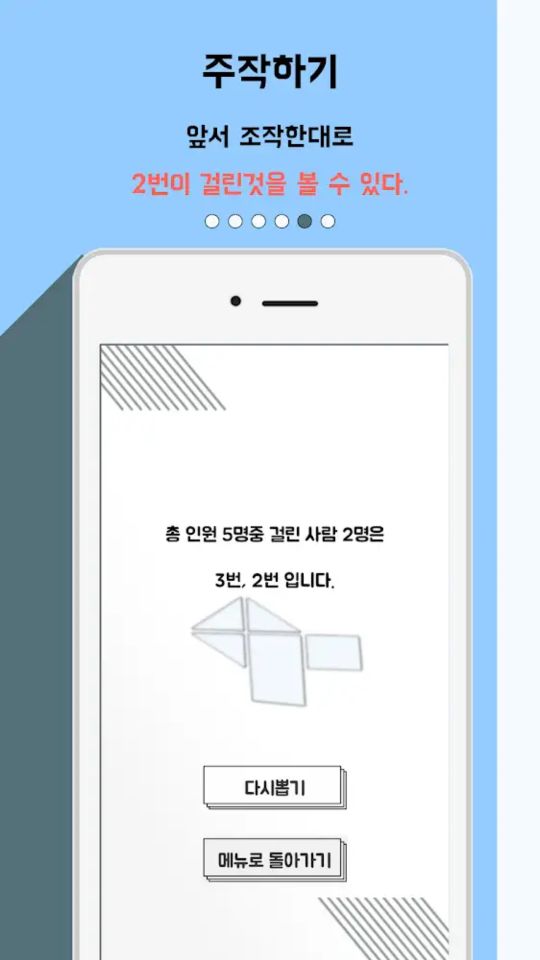 주작하기
앞서 조작한대로
2번이 걸린것을 볼 수 있다.
총 인원 5명중 걸린 사람 2명은
3번, 2번 입니다.
다시뽑기
메뉴로 돌아가기